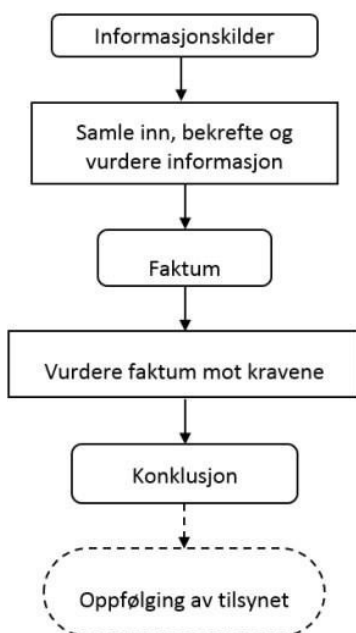 Informasjonskilder
Samle inn, bekrefte og
vurdere informasjon
Faktum
Vurdere faktum mot kravene
Konklusjon
Oppfølging av tilsynet